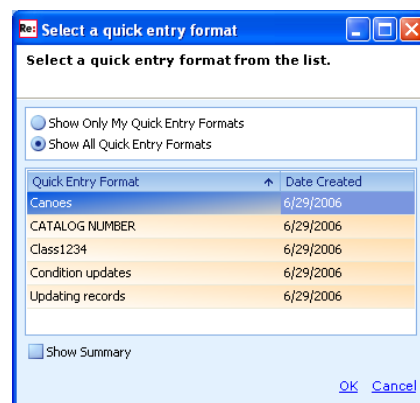 Re: Select a quick entry format
Select a quick entry format from the list.
Show Only My Quick Entry Formats
Show All Quick Entry Formats
Quick Entry Format Date Created
Canoes 6/29/2006
CATALOG NUMBER 6/29/2006
Class1234 6/29/2006
Condition updates 6/29/2006
Updating records 6/29/2006
Show Summary
OK Cancel